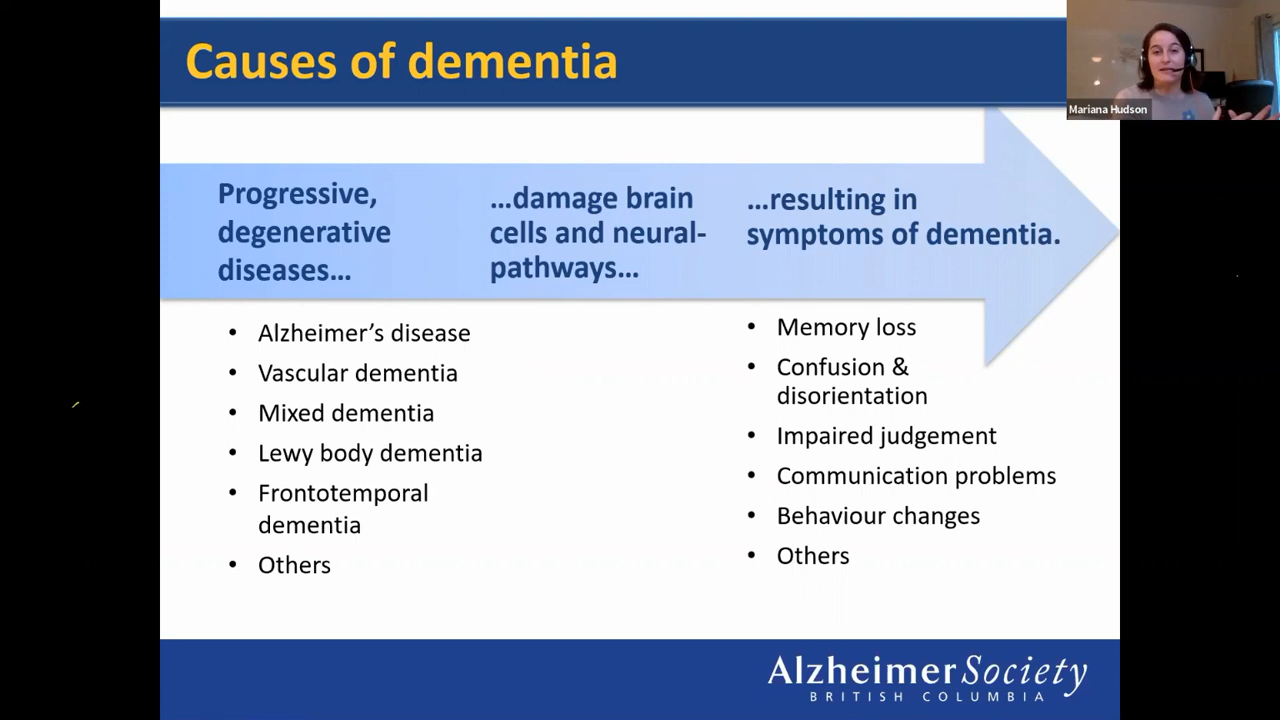 Causes of dementia
Mariana Hudson
Progressive,
degenerative
diseases…
…damage brain
cells and neural-
pathways…
…resulting in
symptoms of dementia.
• Alzheimer’s disease
• Vascular dementia
• Mixed dementia
• Lewy body dementia
• Frontotemporal
dementia
• Others
• Memory loss
• Confusion &
disorientation
• Impaired judgement
• Communication problems
• Behaviour changes
• Others
AlzheimerSociety
BRITISH COLUMBIA